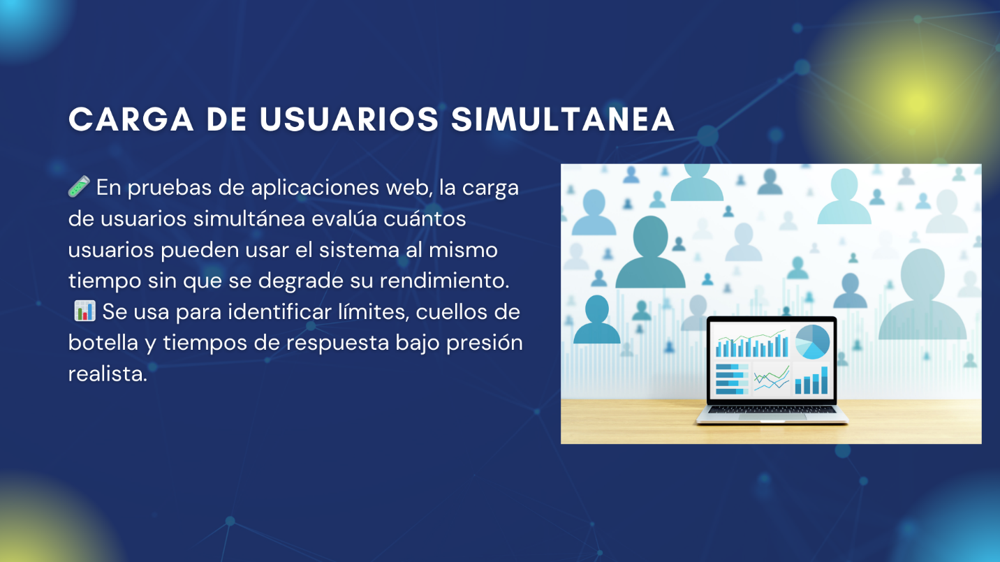 CARGA DE USUARIOS SIMULTANEA
🧪 En pruebas de aplicaciones web, la carga
de usuarios simultánea evalúa cuántos
usuarios pueden usar el sistema al mismo
tiempo sin que se degrade su rendimiento.
📊 Se usa para identificar límites, cuellos de
botella y tiempos de respuesta bajo presión
realista.